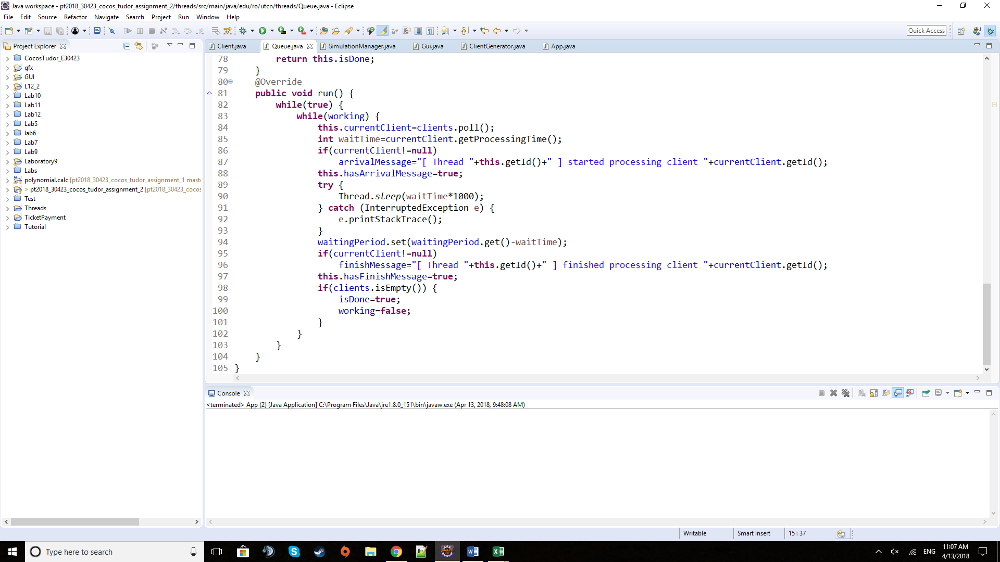 Java workspace - pt2018_30423_cocos_tudor_assignment_2/threads/src/main/java/edu/ro/utcn/threads/Queue.java - Eclipse
File Edit Source Refactor Navigate Search Project Run Window Help
Quick Access
Project Explorer
CocosTudor_E30423
gfx
GUI
L12_2
Lab10
Lab11
Lab12
Lab5
lab6
Lab7
Lab9
Laboratory9
Labs
polynomial.calc [pt2018_30423_cocos_tudor_assignment_1 maste
> pt2018_30423_cocos_tudor_assignment_2 [pt2018_30423_cocos
Test
Threads
TicketPayment
Tutorial
Client.java Queue.java SimulationManager.java Gui.java ClientGenerator.java App.java
78 return this.isDone;
79 }
80 @Override
81 public void run() {
82 while(true) {
83 while(working) {
84 this.currentClient=clients.poll();
85 int waitTime=currentClient.getProcessingTime();
86 if(currentClient!=null)
87 arrivalMessage="[ Thread "+this.getId()+" ] started processing client "+currentClient.getId();
88 this.hasArrivalMessage=true;
89 try {
90 Thread.sleep(waitTime*1000);
91 } catch (InterruptedException e) {
92 e.printStackTrace();
93 }
94 waitingPeriod.set(waitingPeriod.get()-waitTime);
95 if(currentClient!=null)
96 finishMessage="[ Thread "+this.getId()+" ] finished processing client "+currentClient.getId();
97 this.hasFinishMessage=true;
98 if(clients.isEmpty()) {
99 isDone=true;
100 working=false;
101 }
102 }
103 }
104 }
105 }
Console
<terminated> App (2) [Java Application] C:\Program Files\Java\jre1.8.0_151\bin\javaw.exe (Apr 13, 2018, 9:48:08 AM)
Writable Smart Insert 15 : 37
Type here to search
ENG
11:07 AM
4/13/2018